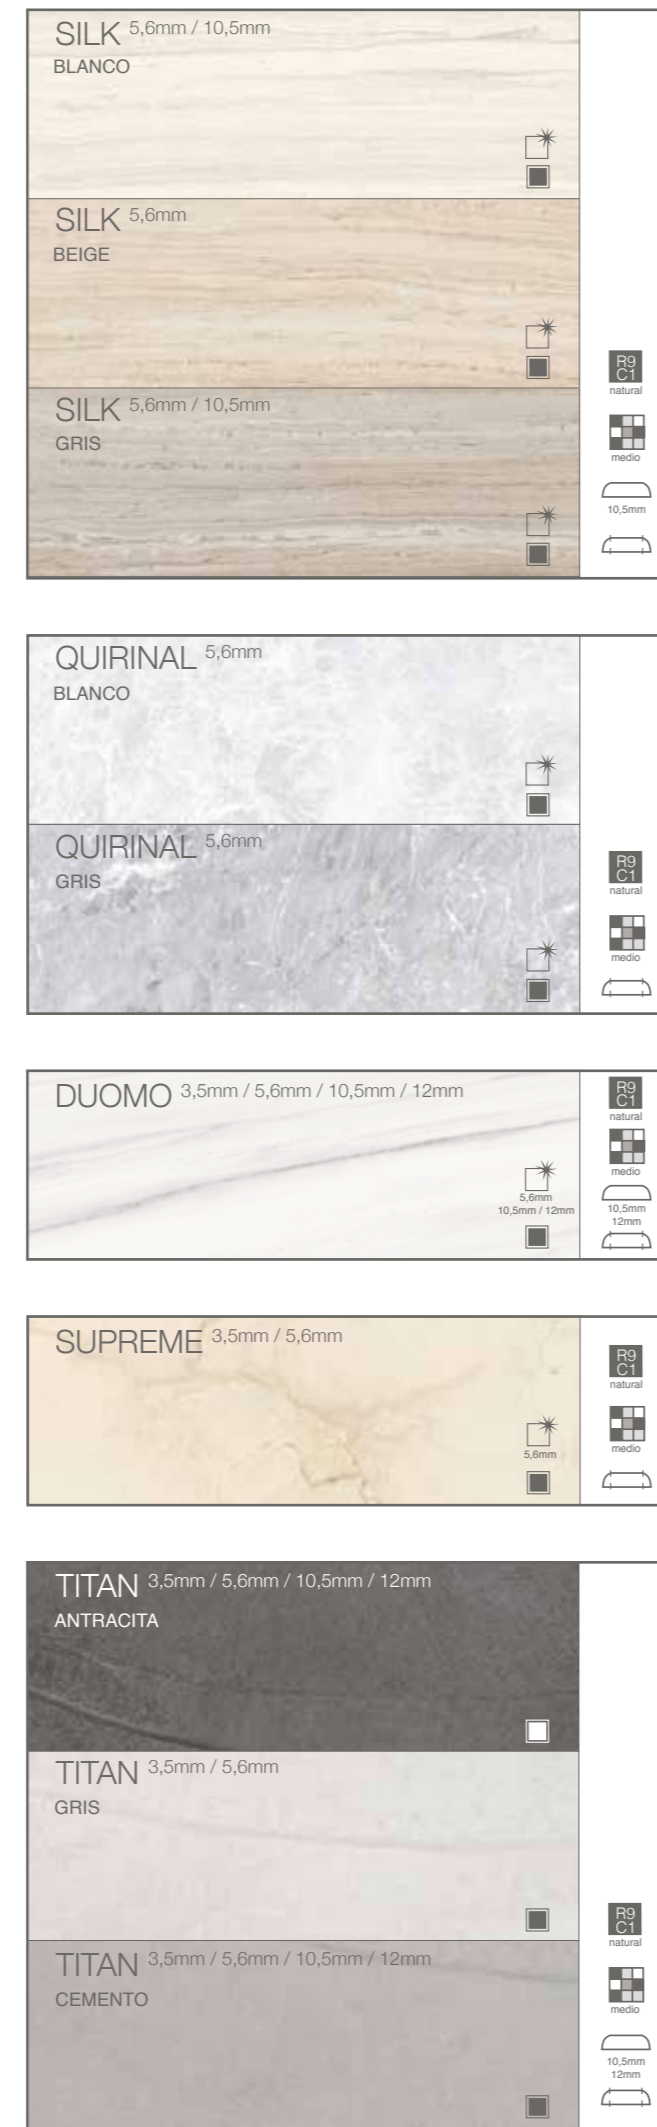 SILK 5,6mm / 10,5mm
BLANCO
SILK 5,6mm
BEIGE
SILK 5,6mm / 10,5mm
GRIS
R9
C1
natural
medio
10,5mm
QUIRINAL 5,6mm
BLANCO
QUIRINAL 5,6mm
GRIS
R9
C1
natural
medio
DUOMO 3,5mm / 5,6mm / 10,5mm / 12mm
5,6mm
10,5mm / 12mm
R9
C1
natural
medio
10,5mm
12mm
SUPREME 3,5mm / 5,6mm
5,6mm
R9
C1
natural
medio
TITAN 3,5mm / 5,6mm / 10,5mm / 12mm
ANTRACITA
TITAN 3,5mm / 5,6mm
GRIS
TITAN 3,5mm / 5,6mm / 10,5mm / 12mm
CEMENTO
R9
C1
natural
medio
10,5mm
12mm